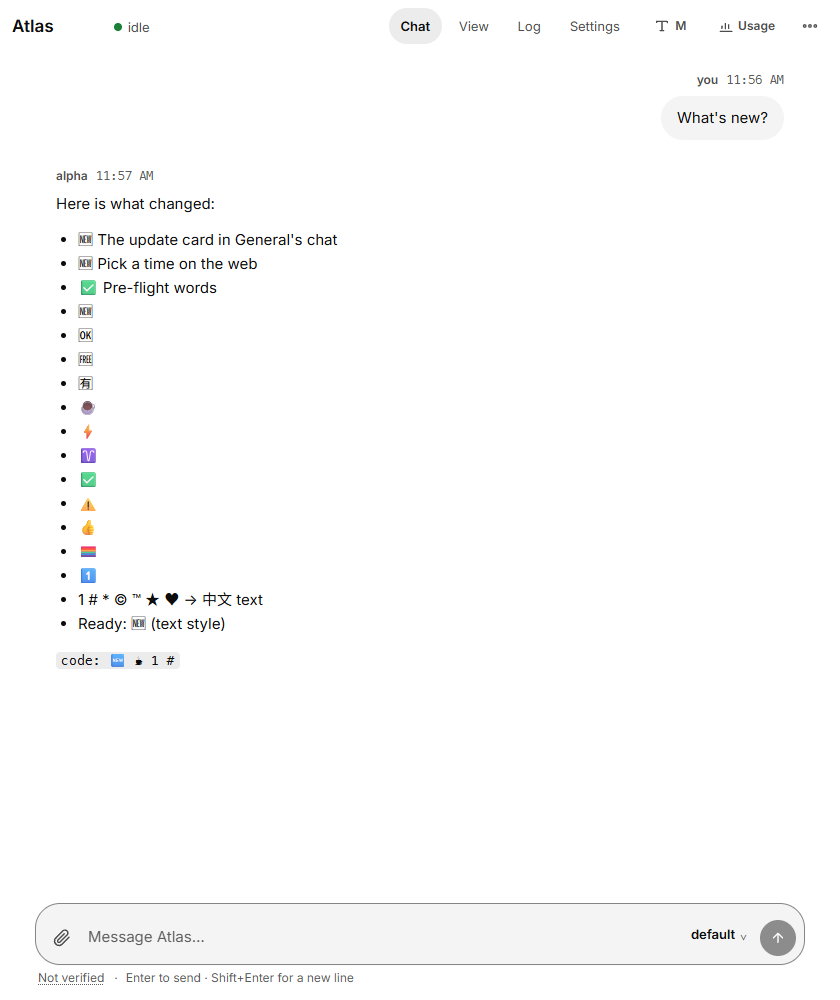 Atlas
idle
Chat
View
Log
Settings
T M
Usage
•••
you 11:56 AM
What's new?
alpha 11:57 AM
Here is what changed:
• 🆕 The update card in General's chat
• 🆕 Pick a time on the web
• ✅ Pre-flight words
• 🆕
• 🆗
• 🆓
• 🈶
• ☕
• ⚡
• ♈
• ✅
• ⚠️
• 👍
• 🏳️‍🌈
• 1️⃣
• 1 # * © ™ ★ ♥ → 中文 text
• Ready: 🆕 (text style)
code: 🆕 ☕ 1 #
Message Atlas...
default v
Not verified · Enter to send · Shift+Enter for a new line